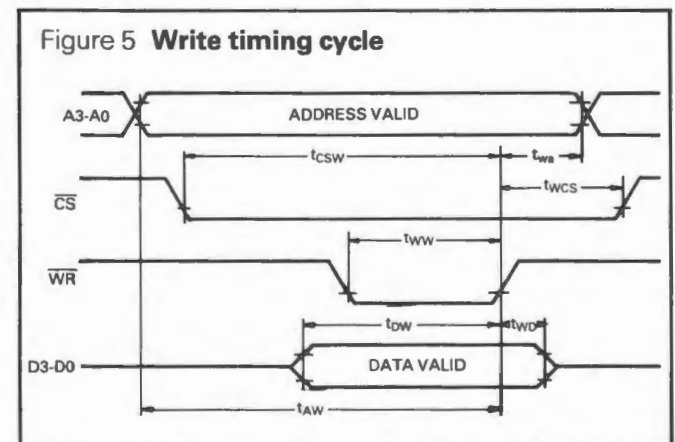 Figure 5 Write timing cycle
A3-A0 ADDRESS VALID
tCSW twa
tWCS
CS
tWW
WR
tDW tWD
D3-D0 DATA VALID
tAW